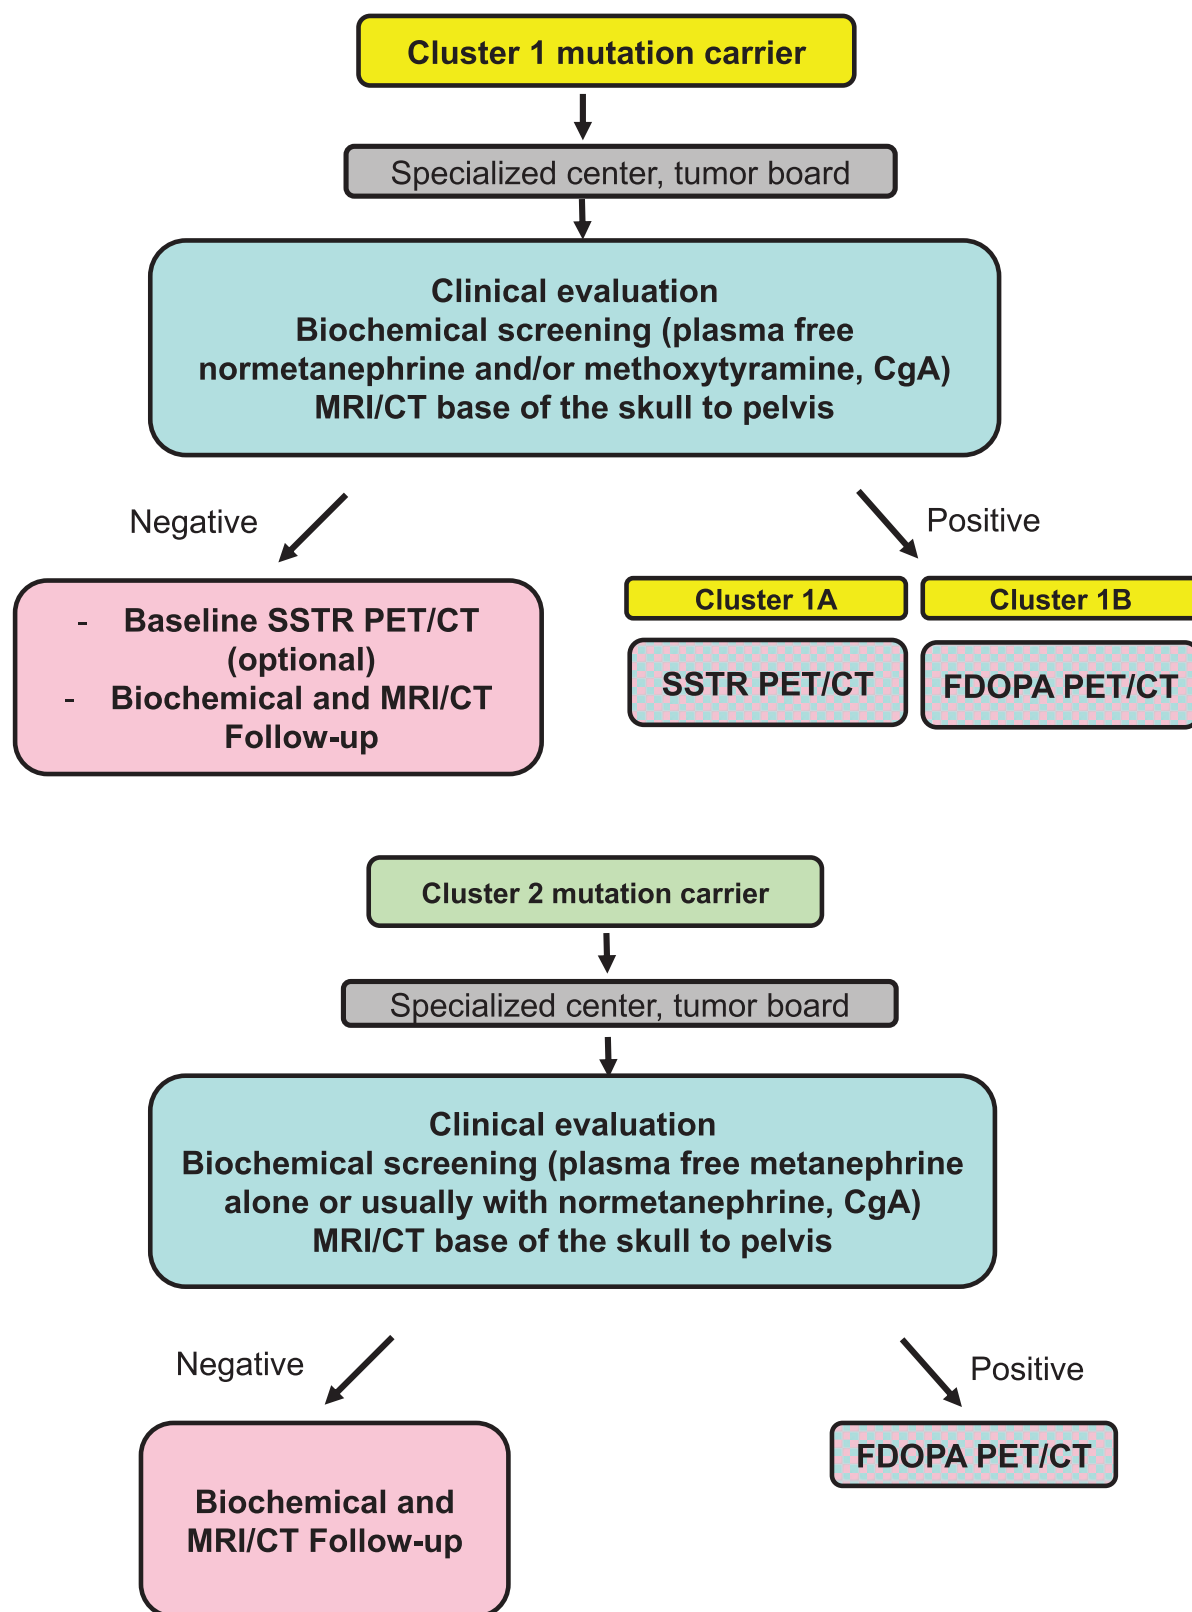 Cluster 1 mutation carrier
Specialized center, tumor board
Clinical evaluation
Biochemical screening (plasma free
normetanephrine and/or methoxytyramine, CgA)
MRI/CT base of the skull to pelvis
Negative
Positive
- Baseline SSTR PET/CT
(optional)
- Biochemical and MRI/CT
Follow-up
Cluster 1A
Cluster 1B
SSTR PET/CT
FDOPA PET/CT
Cluster 2 mutation carrier
Specialized center, tumor board
Clinical evaluation
Biochemical screening (plasma free metanephrine
alone or usually with normetanephrine, CgA)
MRI/CT base of the skull to pelvis
Negative
Positive
Biochemical and
MRI/CT Follow-up
FDOPA PET/CT